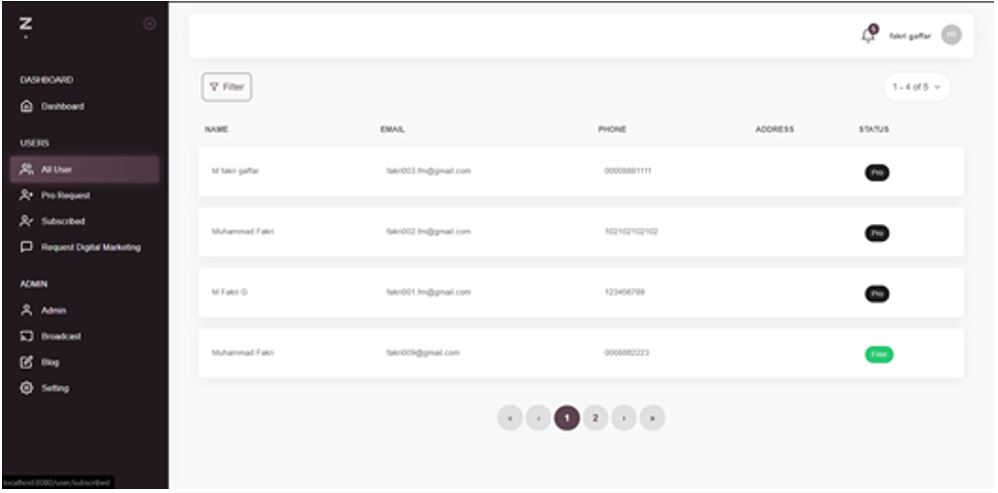 Z
5
fakri gaffar
DASHBOARD
Dashboard
USERS
All User
Pro Request
Subscribed
Request Digital Marketing
ADMIN
Admin
Broadcast
Blog
Setting
Filter
1 - 4 of 5
NAME EMAIL PHONE ADDRESS STATUS
M fakri gaffar fakri003.fm@gmail.com 00008881111 Pro
Muhammad Fakri fakri002.fm@gmail.com 102102102102 Pro
M Fakri G fakri001.fm@gmail.com 123456789 Pro
Muhammad Fakri fakri009@gmail.com 0008882223 Free
« ‹ 1 2 › »
localhost:8080/user/subscribed